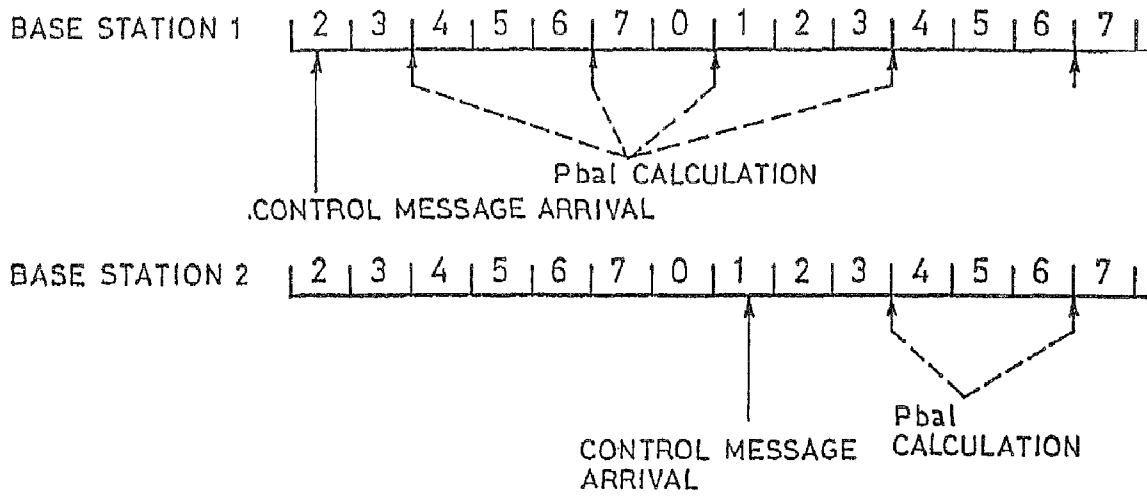 BASE STATION 1 | 2 | 3 | 4 | 5 | 6 | 7 | 0 | 1 | 2 | 3 | 4 | 5 | 6 | 7 |
Pbal CALCULATION
.CONTROL MESSAGE ARRIVAL
BASE STATION 2 | 2 | 3 | 4 | 5 | 6 | 7 | 0 | 1 | 2 | 3 | 4 | 5 | 6 | 7 |
Pbal
CALCULATION
CONTROL MESSAGE
ARRIVAL